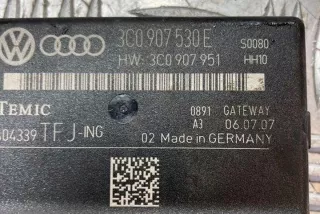 3C0 907 530 E S0080
HW: 3C0 907 951 HH10
TEMIC 0891 GATEWAY
404339 TFJ-ING A3 06.07.07
02 Made in GERMANY